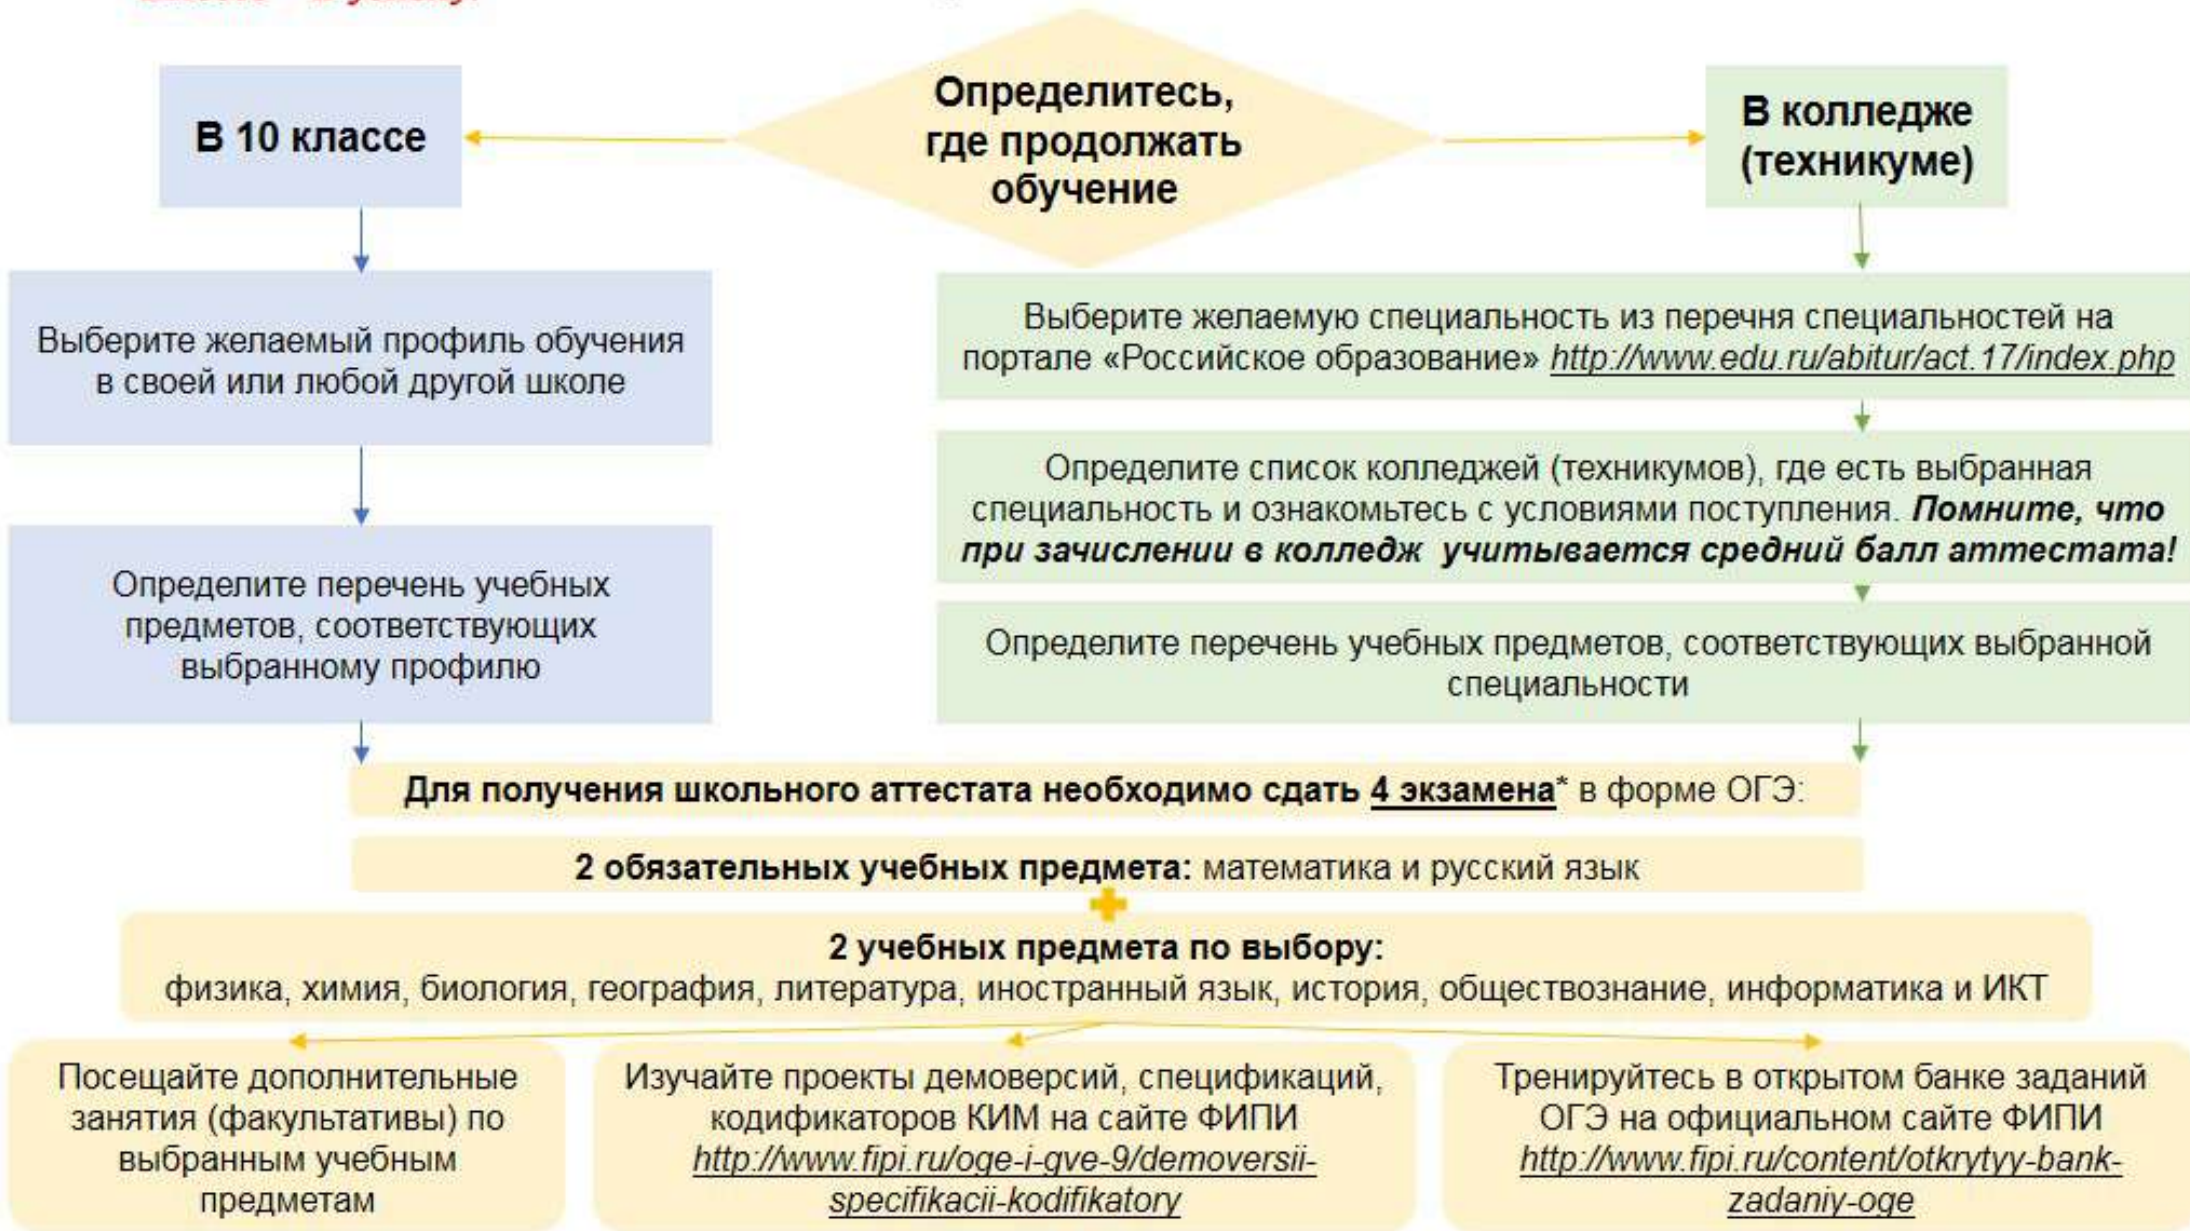 Определитесь,
где продолжать
обучение
В 10 классе
В колледже
(техникуме)
Выберите желаемый профиль обучения
в своей или любой другой школе
Определите перечень учебных
предметов, соответствующих
выбранному профилю
Выберите желаемую специальность из перечня специальностей на
портале «Российское образование» http://www.edu.ru/abitur/act.17/index.php
Определите список колледжей (техникумов), где есть выбранная
специальность и ознакомьтесь с условиями поступления. Помните, что
при зачислении в колледж учитывается средний балл аттестата!
Определите перечень учебных предметов, соответствующих выбранной
специальности
Для получения школьного аттестата необходимо сдать 4 экзамена* в форме ОГЭ:
2 обязательных учебных предмета: математика и русский язык
2 учебных предмета по выбору:
физика, химия, биология, география, литература, иностранный язык, история, обществознание, информатика и ИКТ
Посещайте дополнительные
занятия (факультативы) по
выбранным учебным
предметам
Изучайте проекты демоверсий, спецификаций,
кодификаторов КИМ на сайте ФИПИ
http://www.fipi.ru/oge-i-gve-9/demoversii-
specifikacii-kodifikatory
Тренируйтесь в открытом банке заданий
ОГЭ на официальном сайте ФИПИ
http://www.fipi.ru/content/otkrytyy-bank-
zadaniy-oge